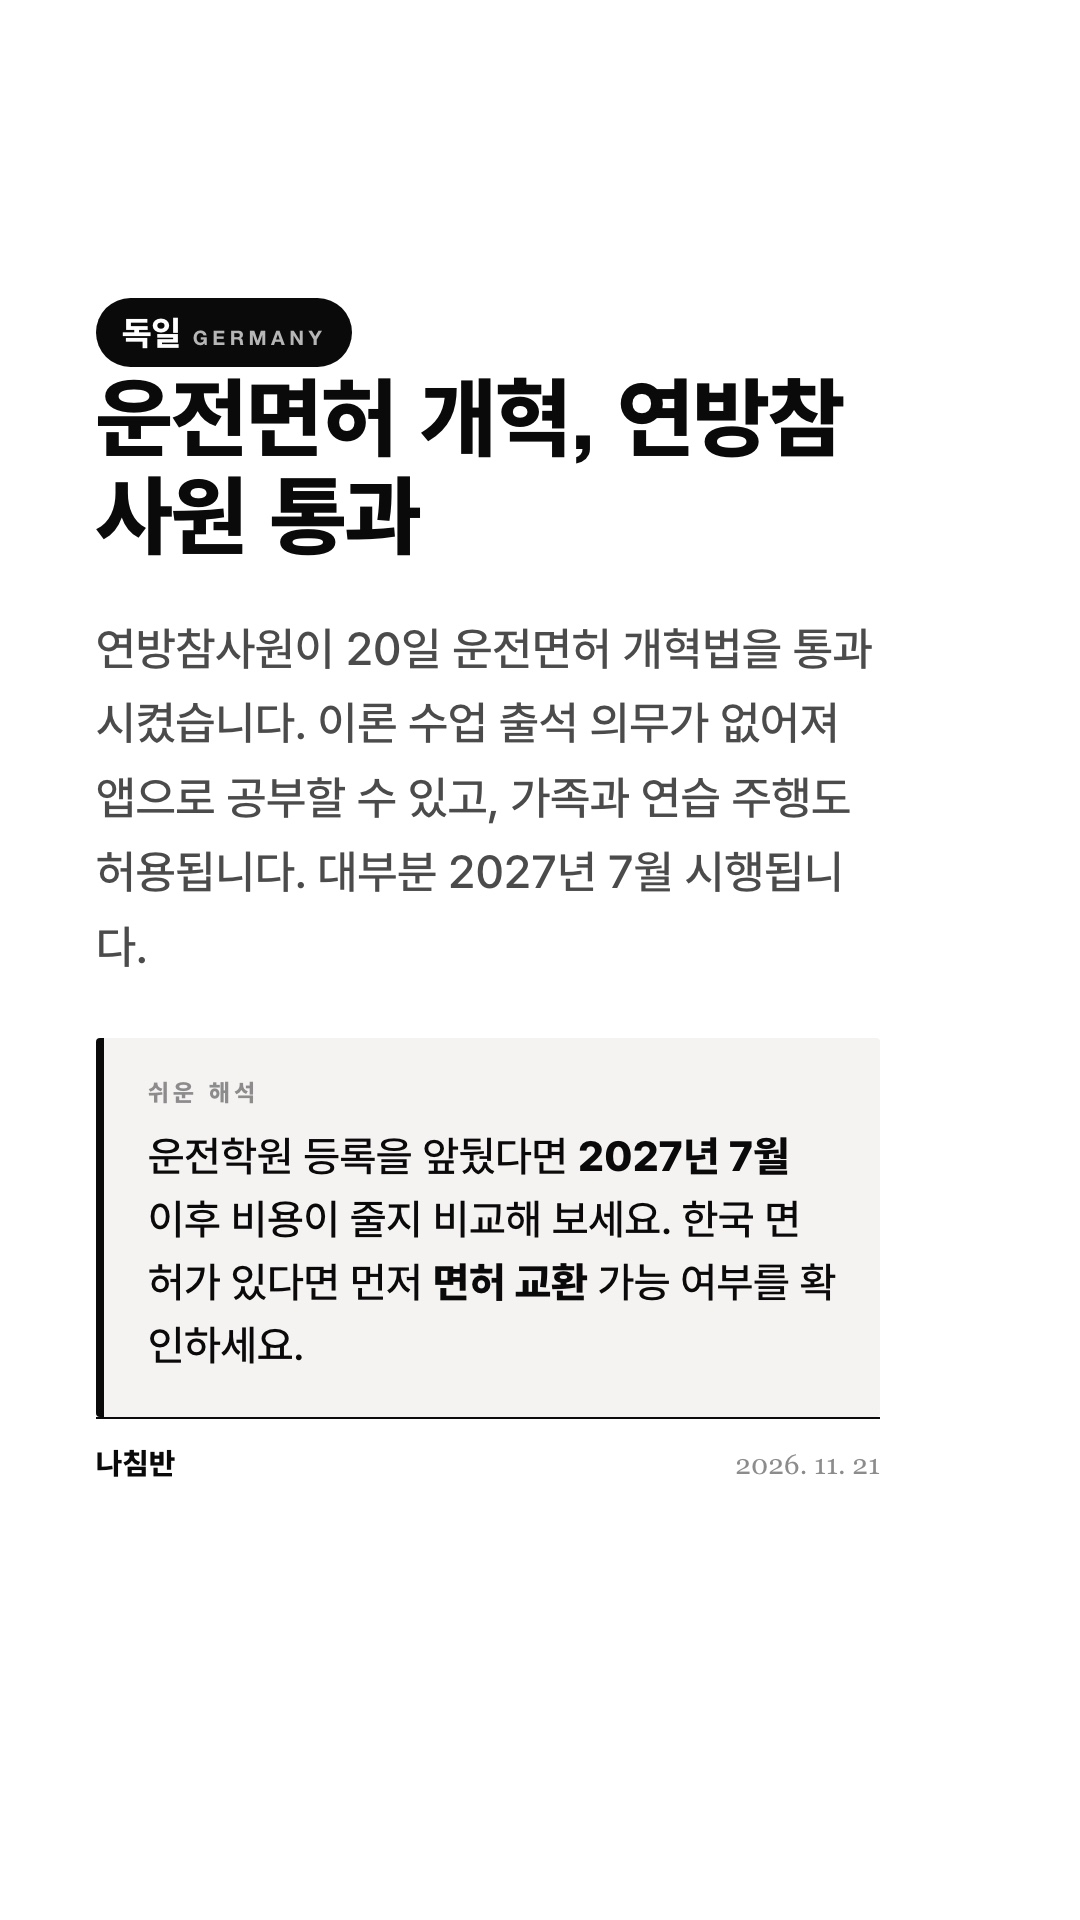 독일 GERMANY
운전면허 개혁, 연방참
사원 통과
연방참사원이 20일 운전면허 개혁법을 통과
시켰습니다. 이론 수업 출석 의무가 없어져
앱으로 공부할 수 있고, 가족과 연습 주행도
허용됩니다. 대부분 2027년 7월 시행됩니
다.
쉬운 해석
운전학원 등록을 앞뒀다면 2027년 7월
이후 비용이 줄지 비교해 보세요. 한국 면
허가 있다면 먼저 면허 교환 가능 여부를 확
인하세요.
나침반
2026. 11. 21